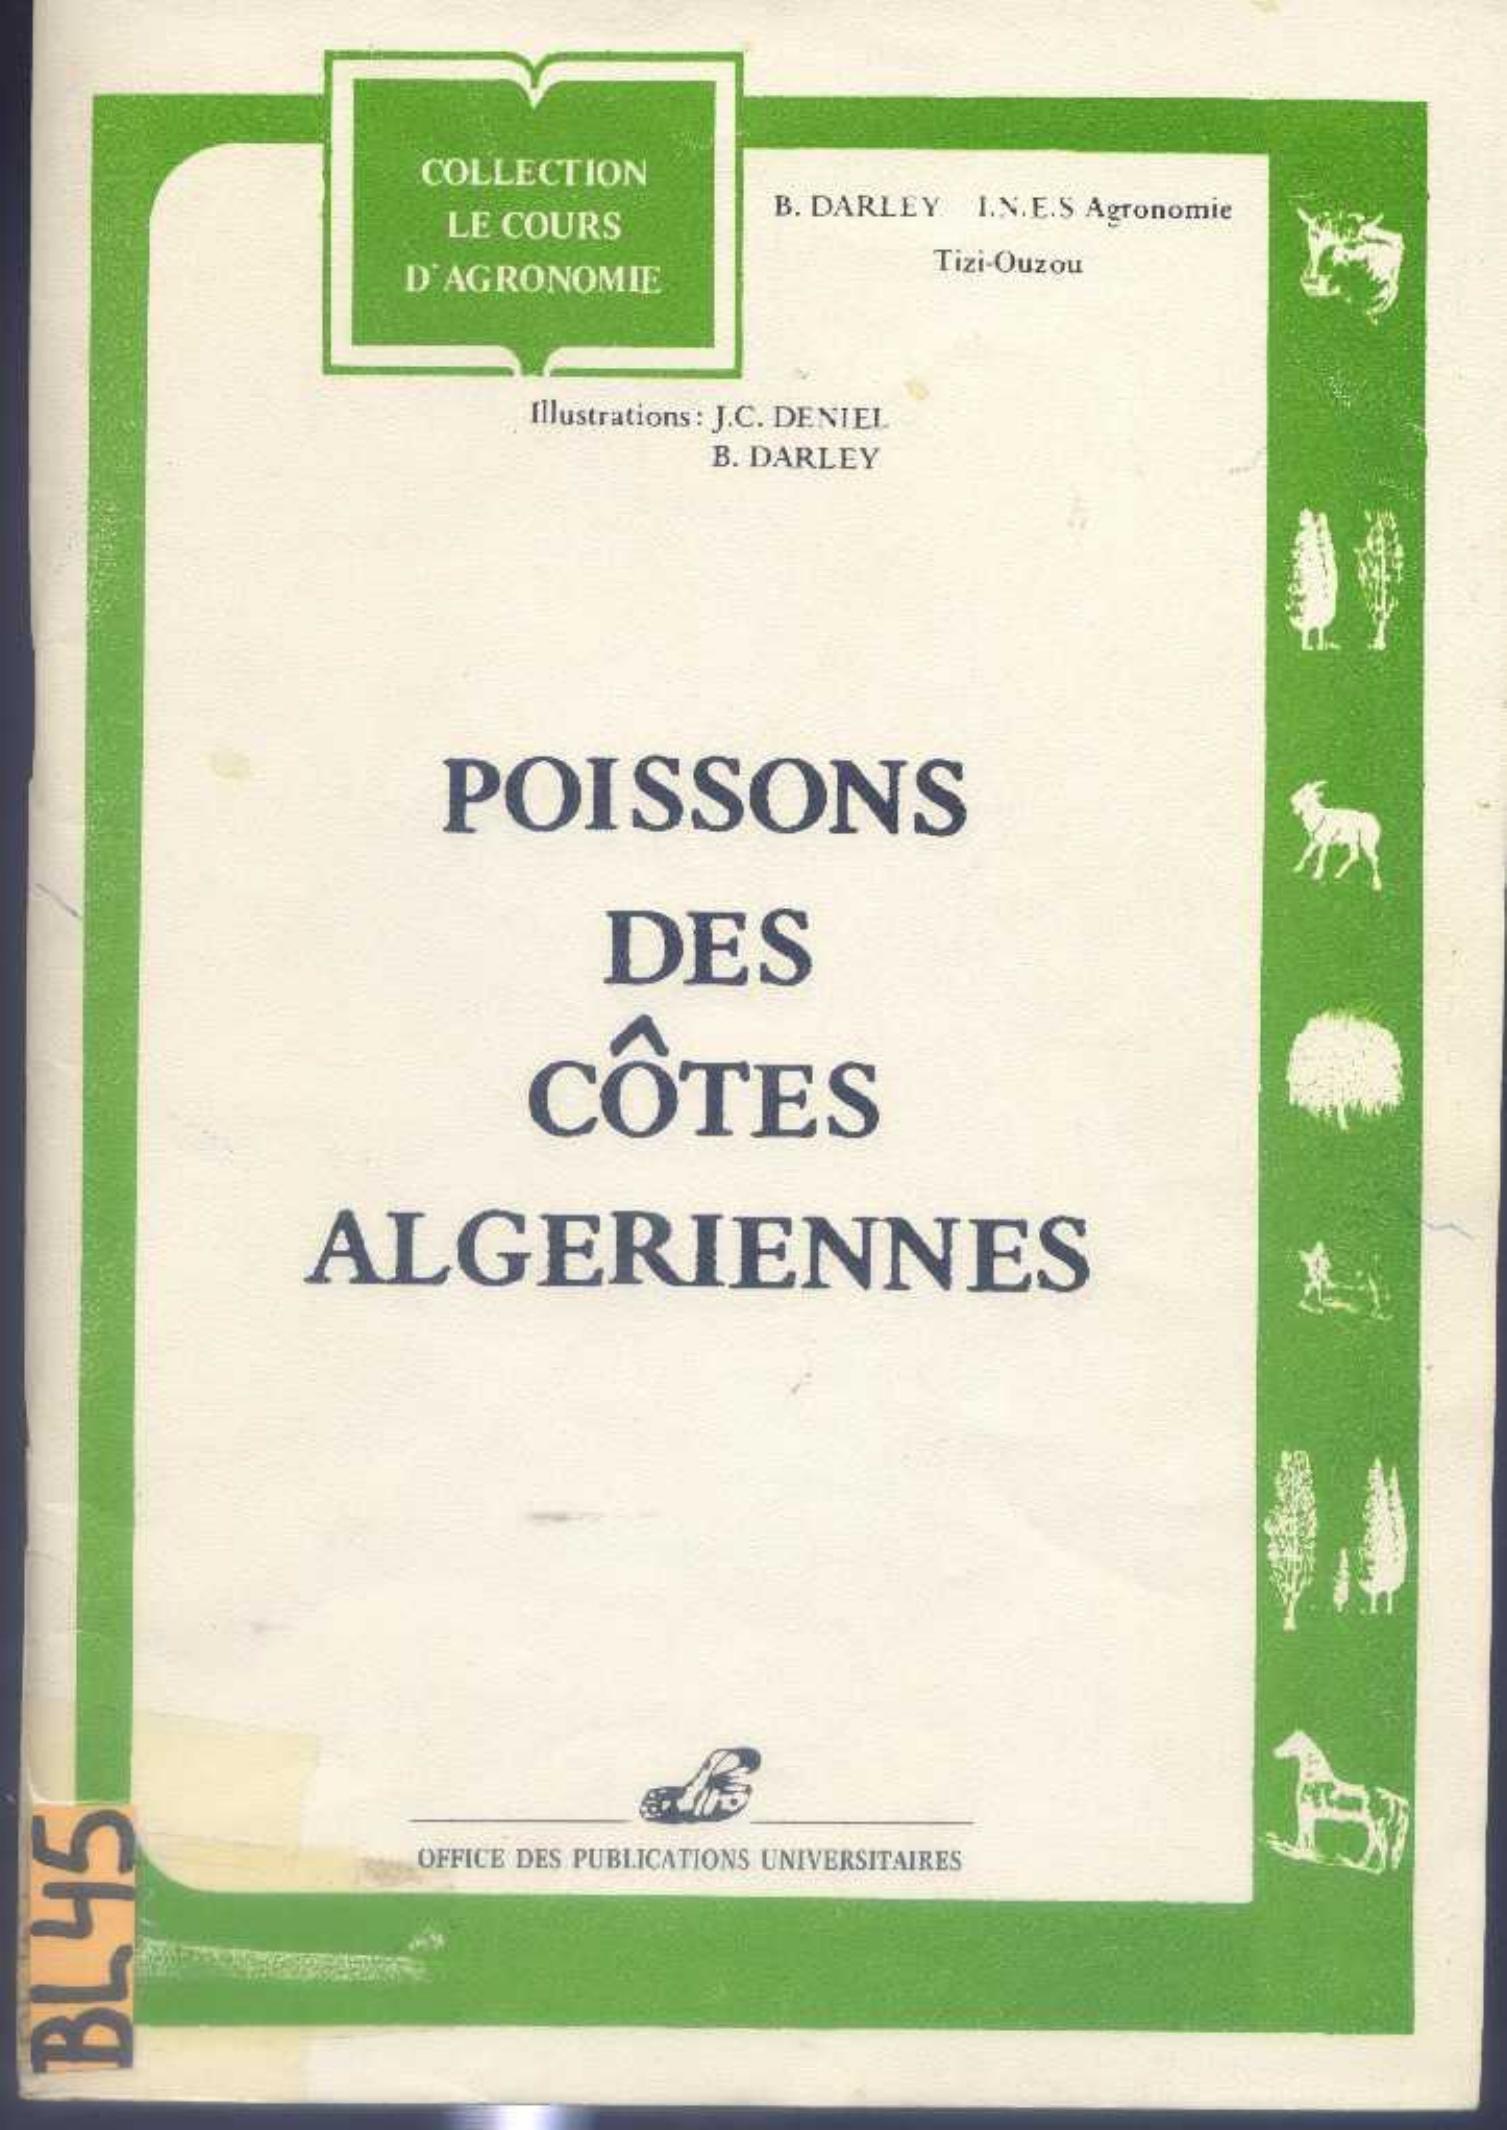 COLLECTION
LE COURS
D'AGRONOMIE
B. DARLEY I.N.E.S Agronomie
Tizi-Ouzou
Illustrations: J.C. DENIEL
B. DARLEY
POISSONS
DES
CÔTES
ALGERIENNES
OFFICE DES PUBLICATIONS UNIVERSITAIRES
BL45